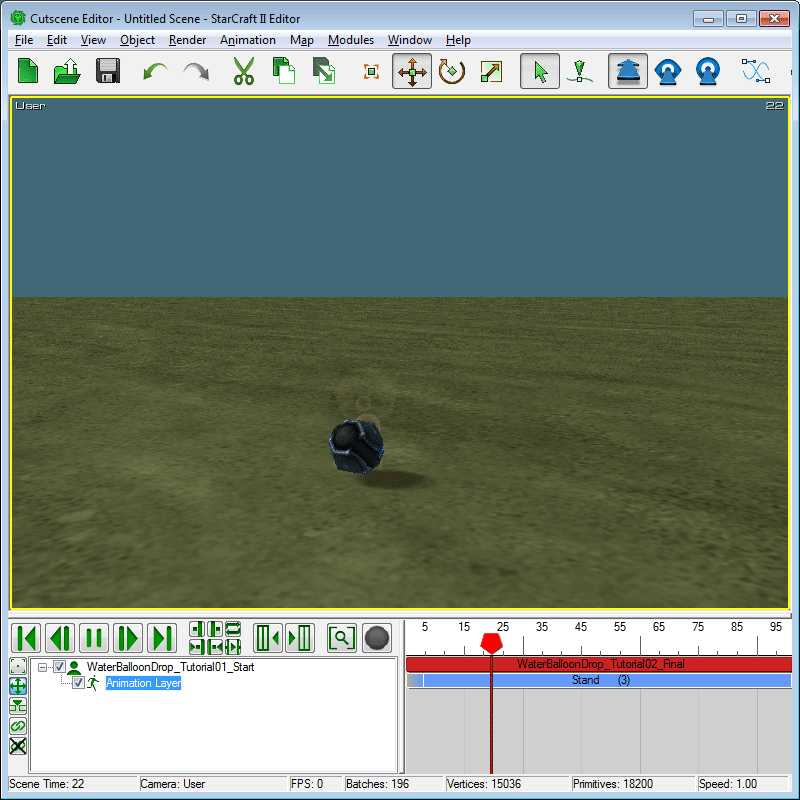 Cutscene Editor - Untitled Scene - StarCraft II Editor
File Edit View Object Render Animation Map Modules Window Help
User 22
5 15 25 35 45 55 65 75 85 95
WaterBalloonDrop_Tutorial01_Start WaterBalloonDrop_Tutorial02_Final
Animation Layer Stand (3)
Scene Time: 22 Camera: User FPS: 0 Batches: 196 Vertices: 15036 Primitives: 18200 Speed: 1.00